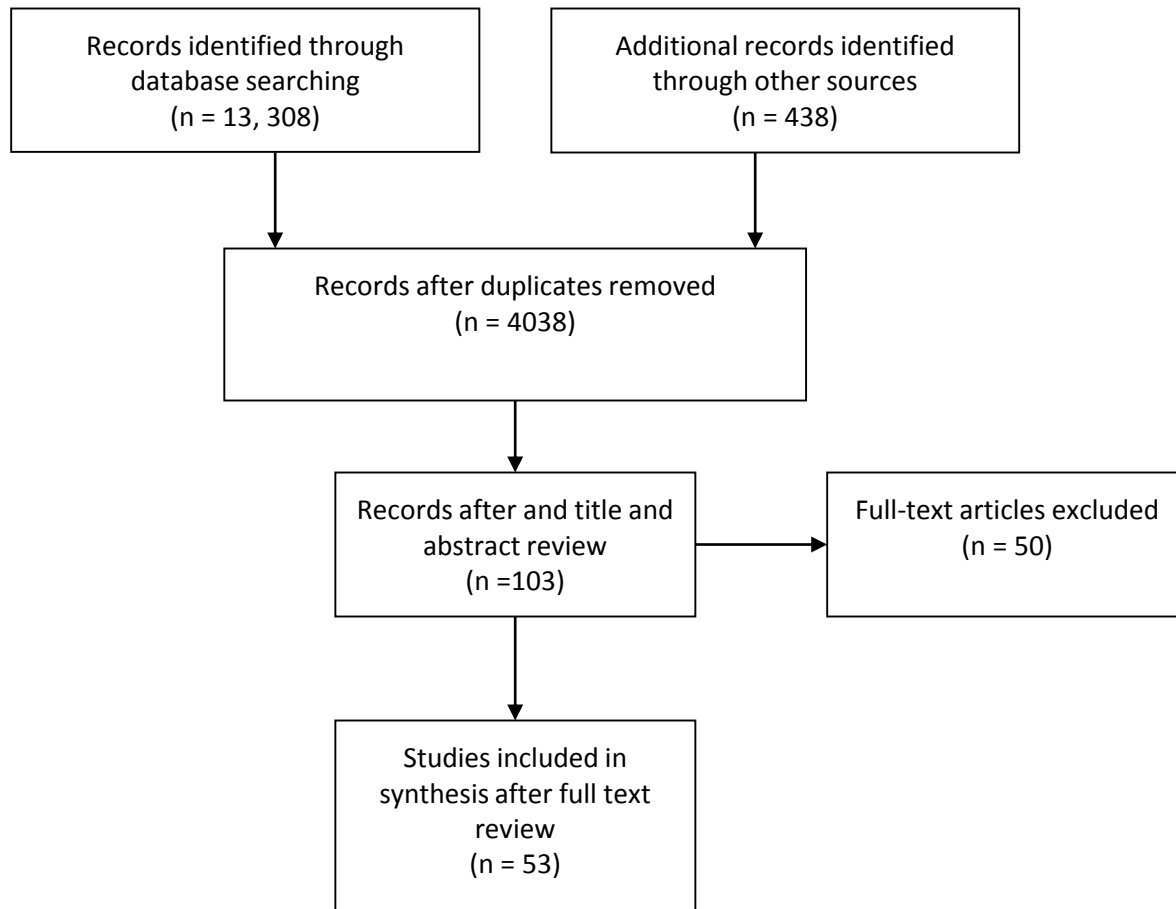 Records identified through
database searching
(n = 13, 308)
Additional records identified
through other sources
(n = 438)
Records after duplicates removed
(n = 4038)
Records after and title and
abstract review
(n =103)
Full-text articles excluded
(n = 50)
Studies included in
synthesis after full text
review
(n = 53)